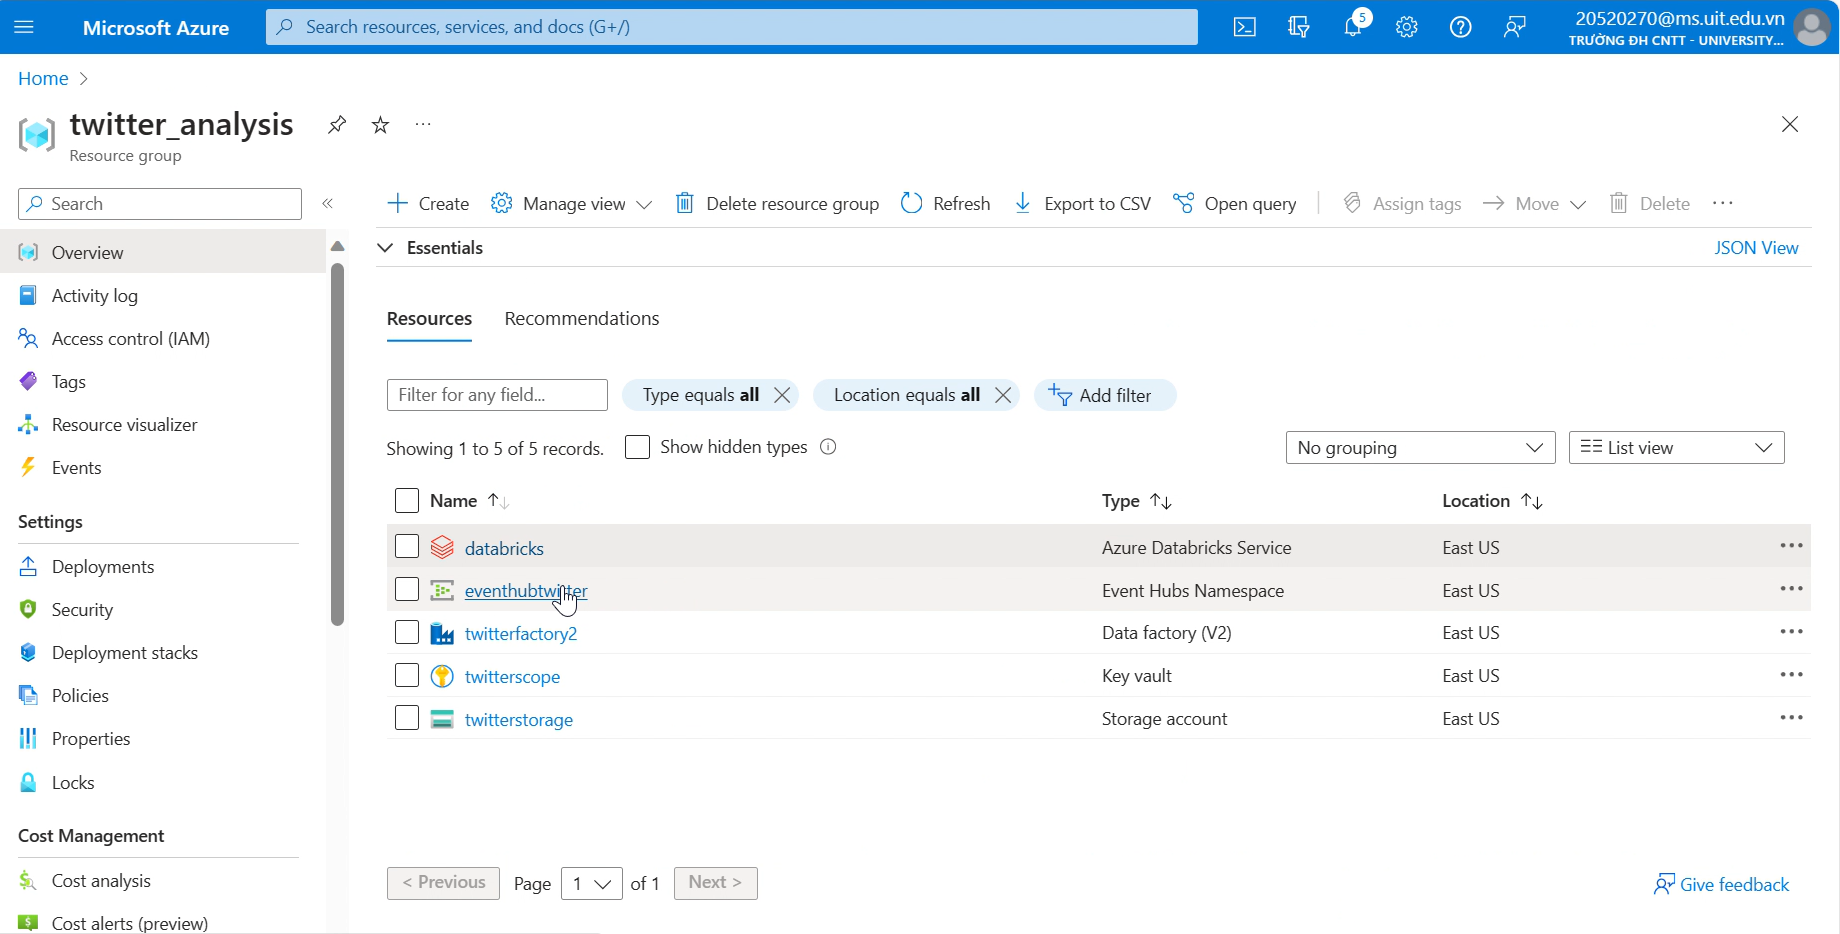 Microsoft Azure
Search resources, services, and docs (G+/)
5
20520270@ms.uit.edu.vn
TRƯỜNG ĐH CNTT - UNIVERSITY...
Home
twitter_analysis
Resource group
Search
Create
Manage view
Delete resource group
Refresh
Export to CSV
Open query
Assign tags
Move
Delete
Essentials
JSON View
Overview
Activity log
Access control (IAM)
Tags
Resource visualizer
Events
Settings
Deployments
Security
Deployment stacks
Policies
Properties
Locks
Cost Management
Cost analysis
Cost alerts (preview)
Resources Recommendations
Filter for any field...
Type equals all
Location equals all
Add filter
Showing 1 to 5 of 5 records.
Show hidden types
No grouping
List view
Name Type Location
databricks Azure Databricks Service East US
eventhubtwitter Event Hubs Namespace East US
twitterfactory2 Data factory (V2) East US
twitterscope Key vault East US
twitterstorage Storage account East US
< Previous Page 1 of 1 Next >
Give feedback